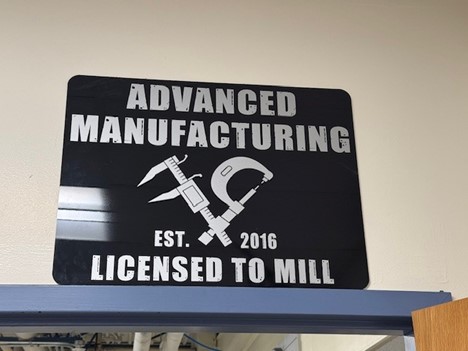 ADVANCED
MANUFACTURING
EST. 2016
LICENSED TO MILL